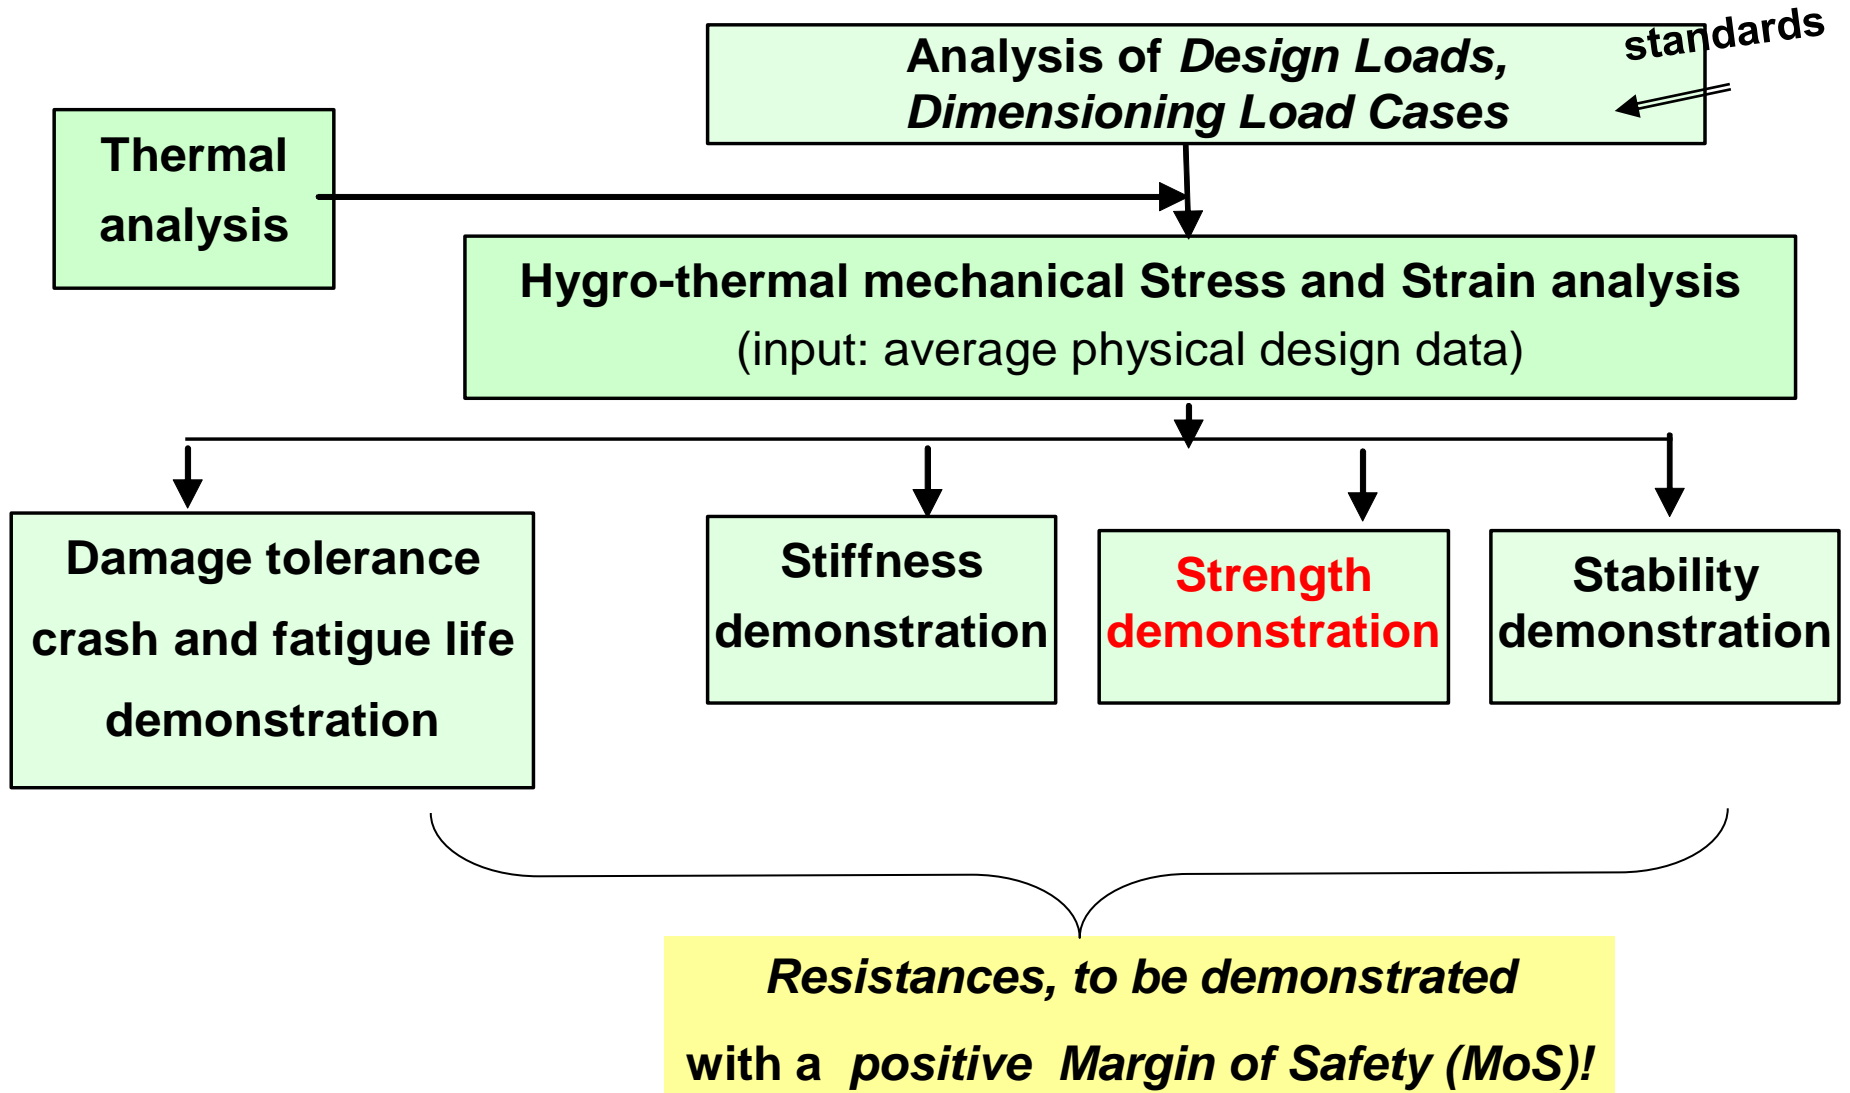 Analysis of Design Loads,
Dimensioning Load Cases
standards
Thermal
analysis
Hygro-thermal mechanical Stress and Strain analysis
(input: average physical design data)
Damage tolerance
crash and fatigue life
demonstration
Stiffness
demonstration
Strength
demonstration
Stability
demonstration
Resistances, to be demonstrated
with a positive Margin of Safety (MoS)!